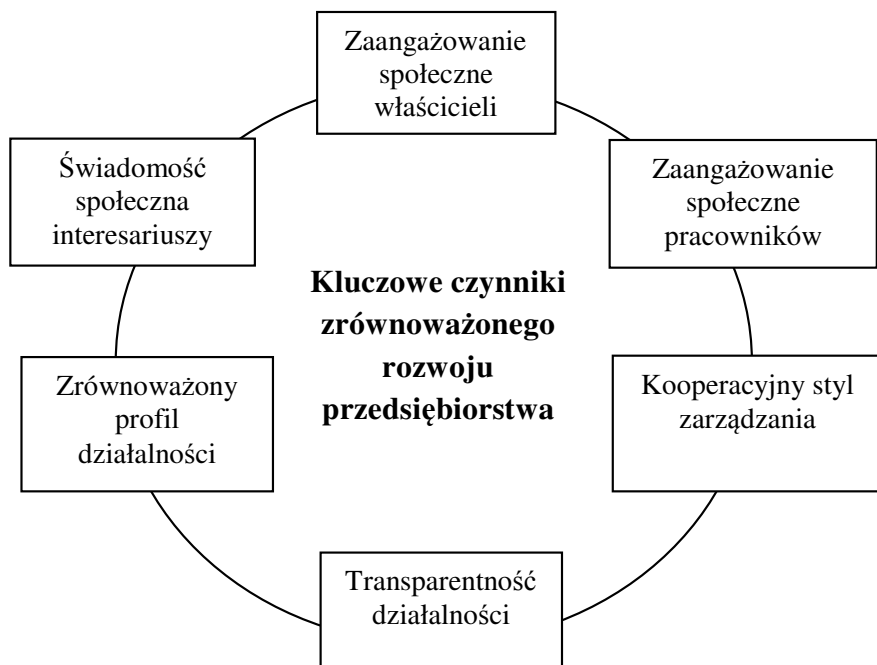 Zaangażowanie
społeczne
właścicieli
Zaangażowanie
społeczne
pracowników
Kooperacyjny styl
zarządzania
Transparentność
działalności
Zrównoważony
profil
działalności
Świadomość
społeczna
interesariuszy
Kluczowe czynniki
zrównoważonego
rozwoju
przedsiębiorstwa